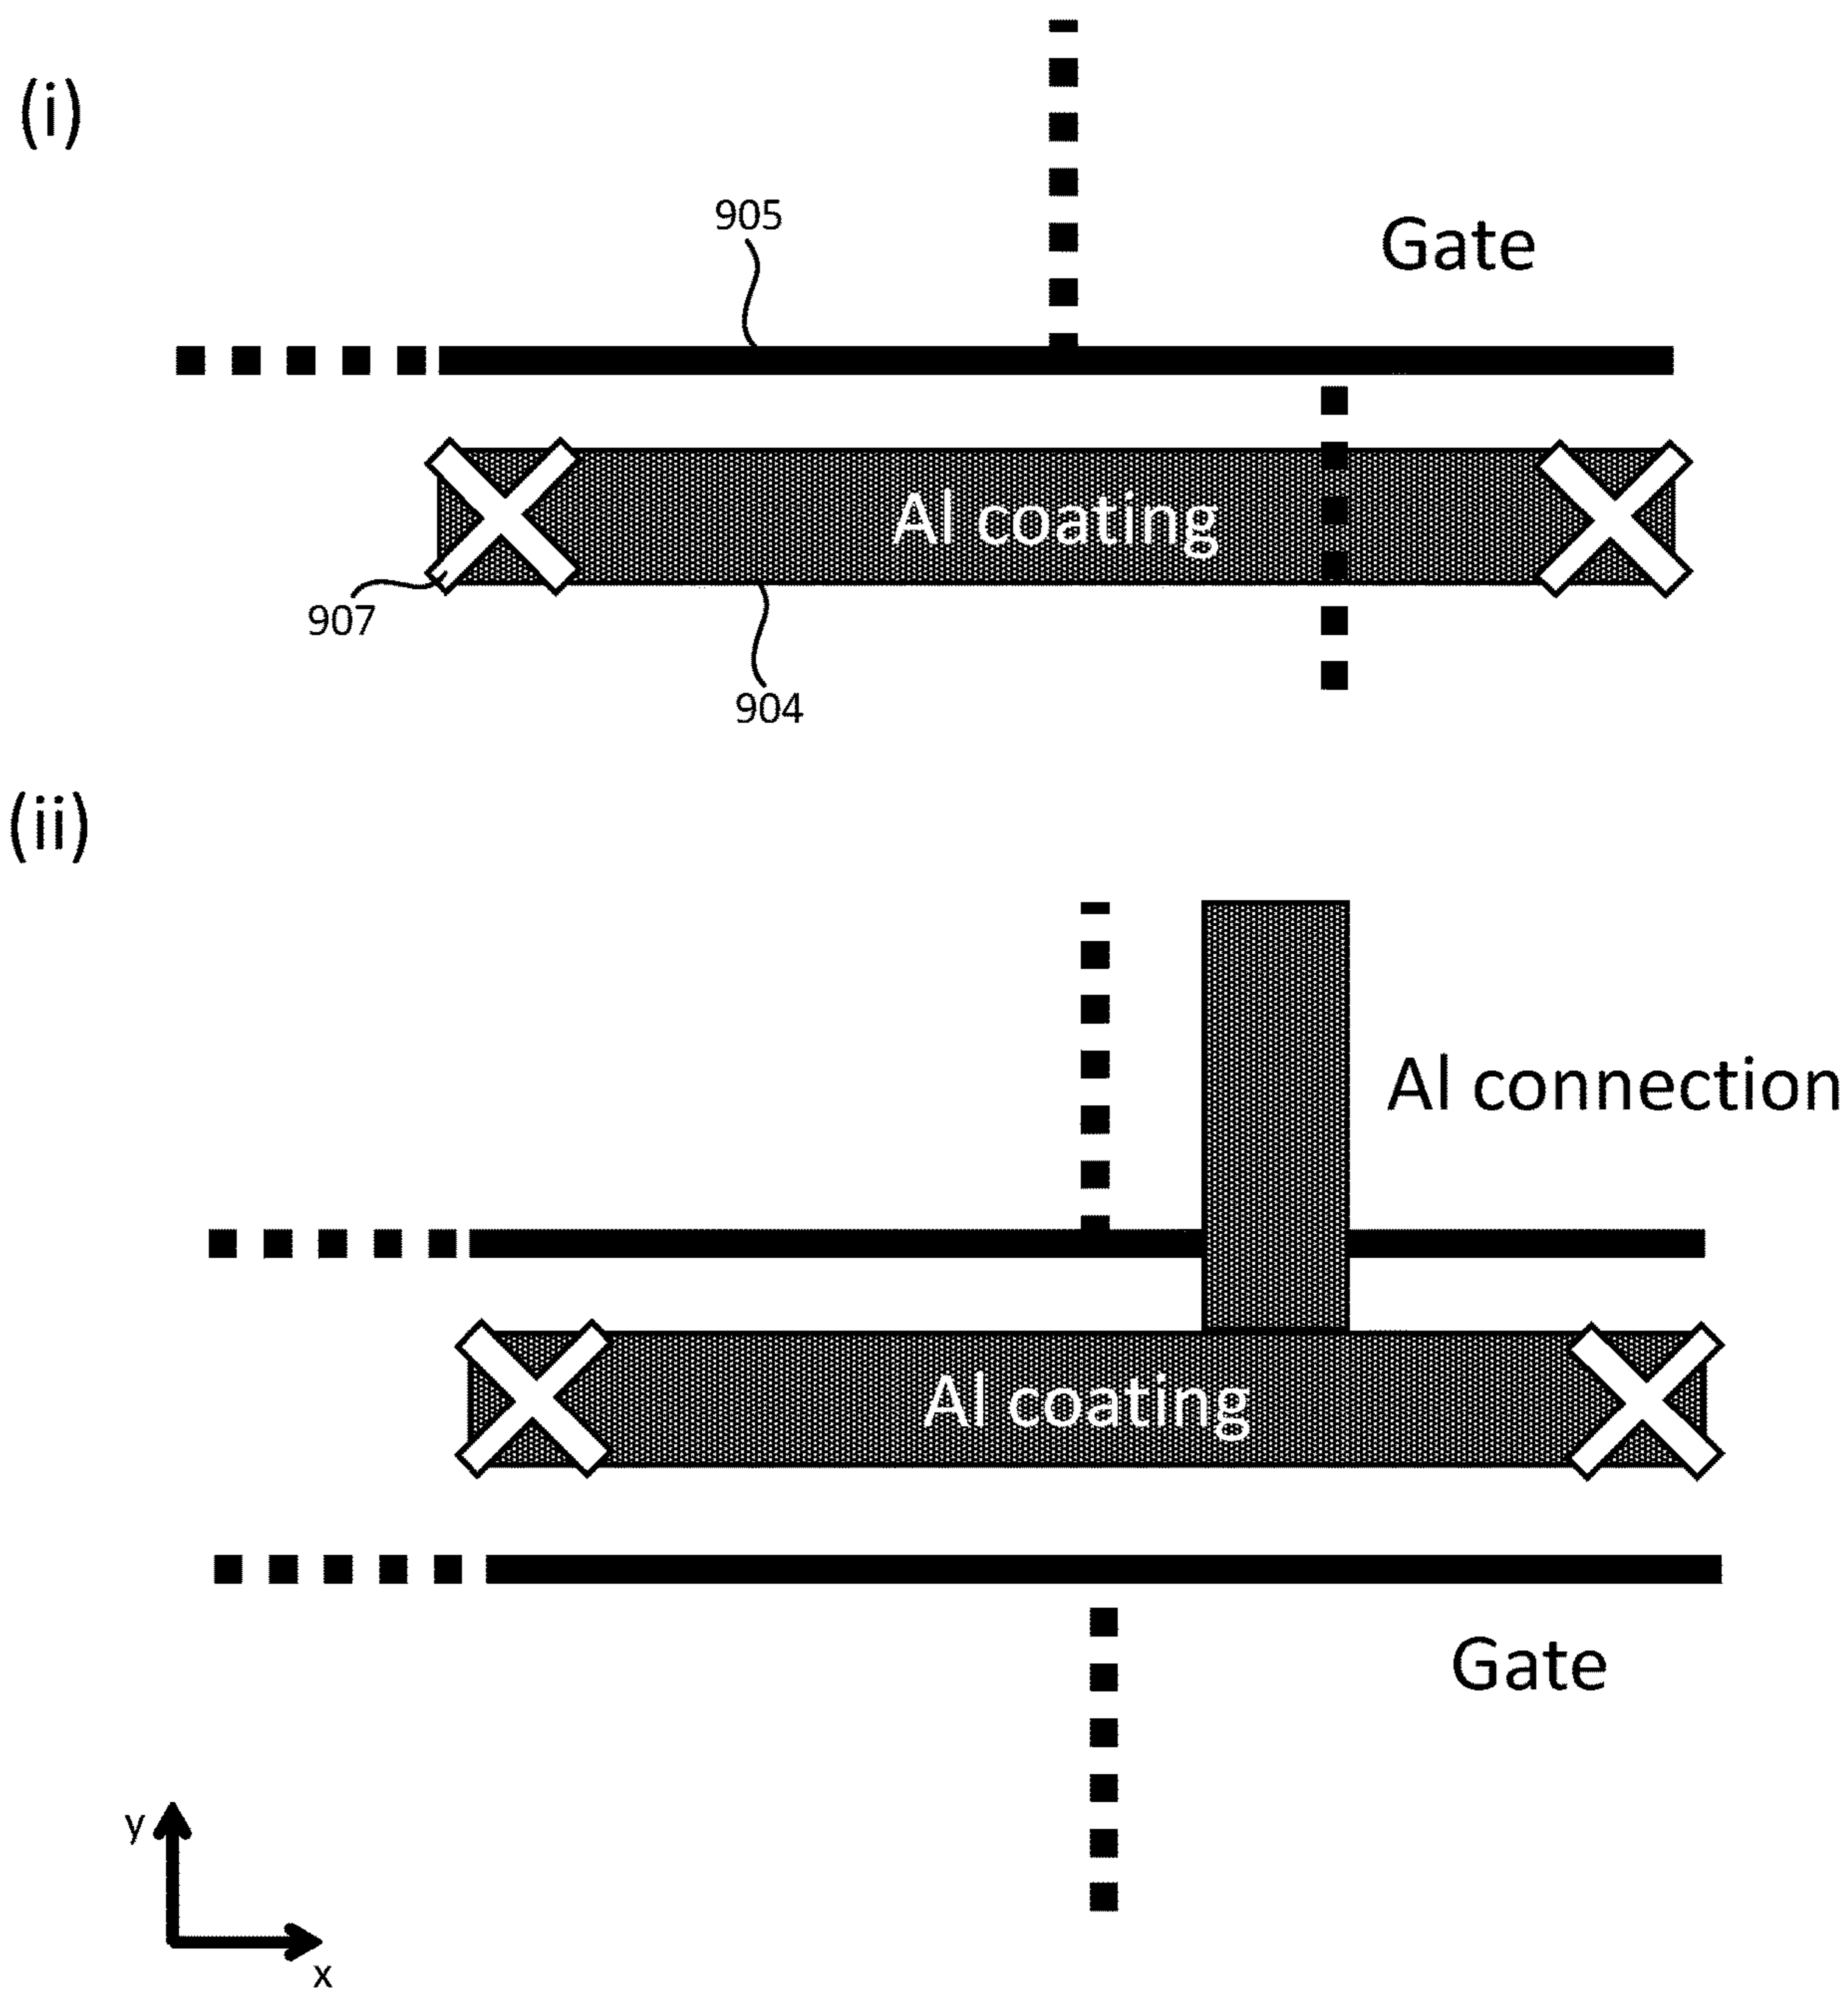 (i)
905
Gate
Al coating
907
904
(ii)
Al connection
Al coating
Gate
y
x